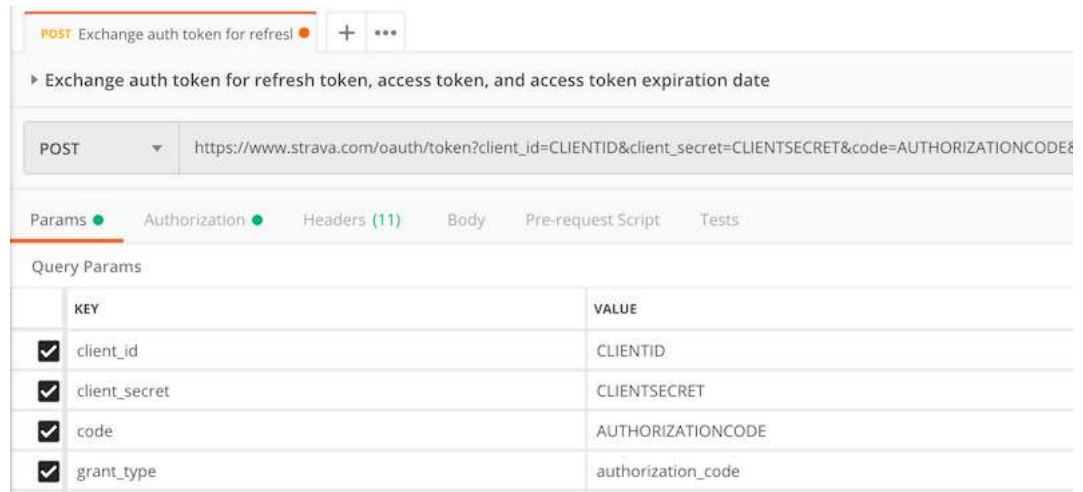 POST Exchange auth token for refresl
Exchange auth token for refresh token, access token, and access token expiration date
POST https://www.strava.com/oauth/token?client_id=CLIENTID&client_secret=CLIENTSECRET&code=AUTHORIZATIONCODE&
Params Authorization Headers (11) Body Pre-request Script Tests
Query Params
KEY VALUE
client_id CLIENTID
client_secret CLIENTSECRET
code AUTHORIZATIONCODE
grant_type authorization_code